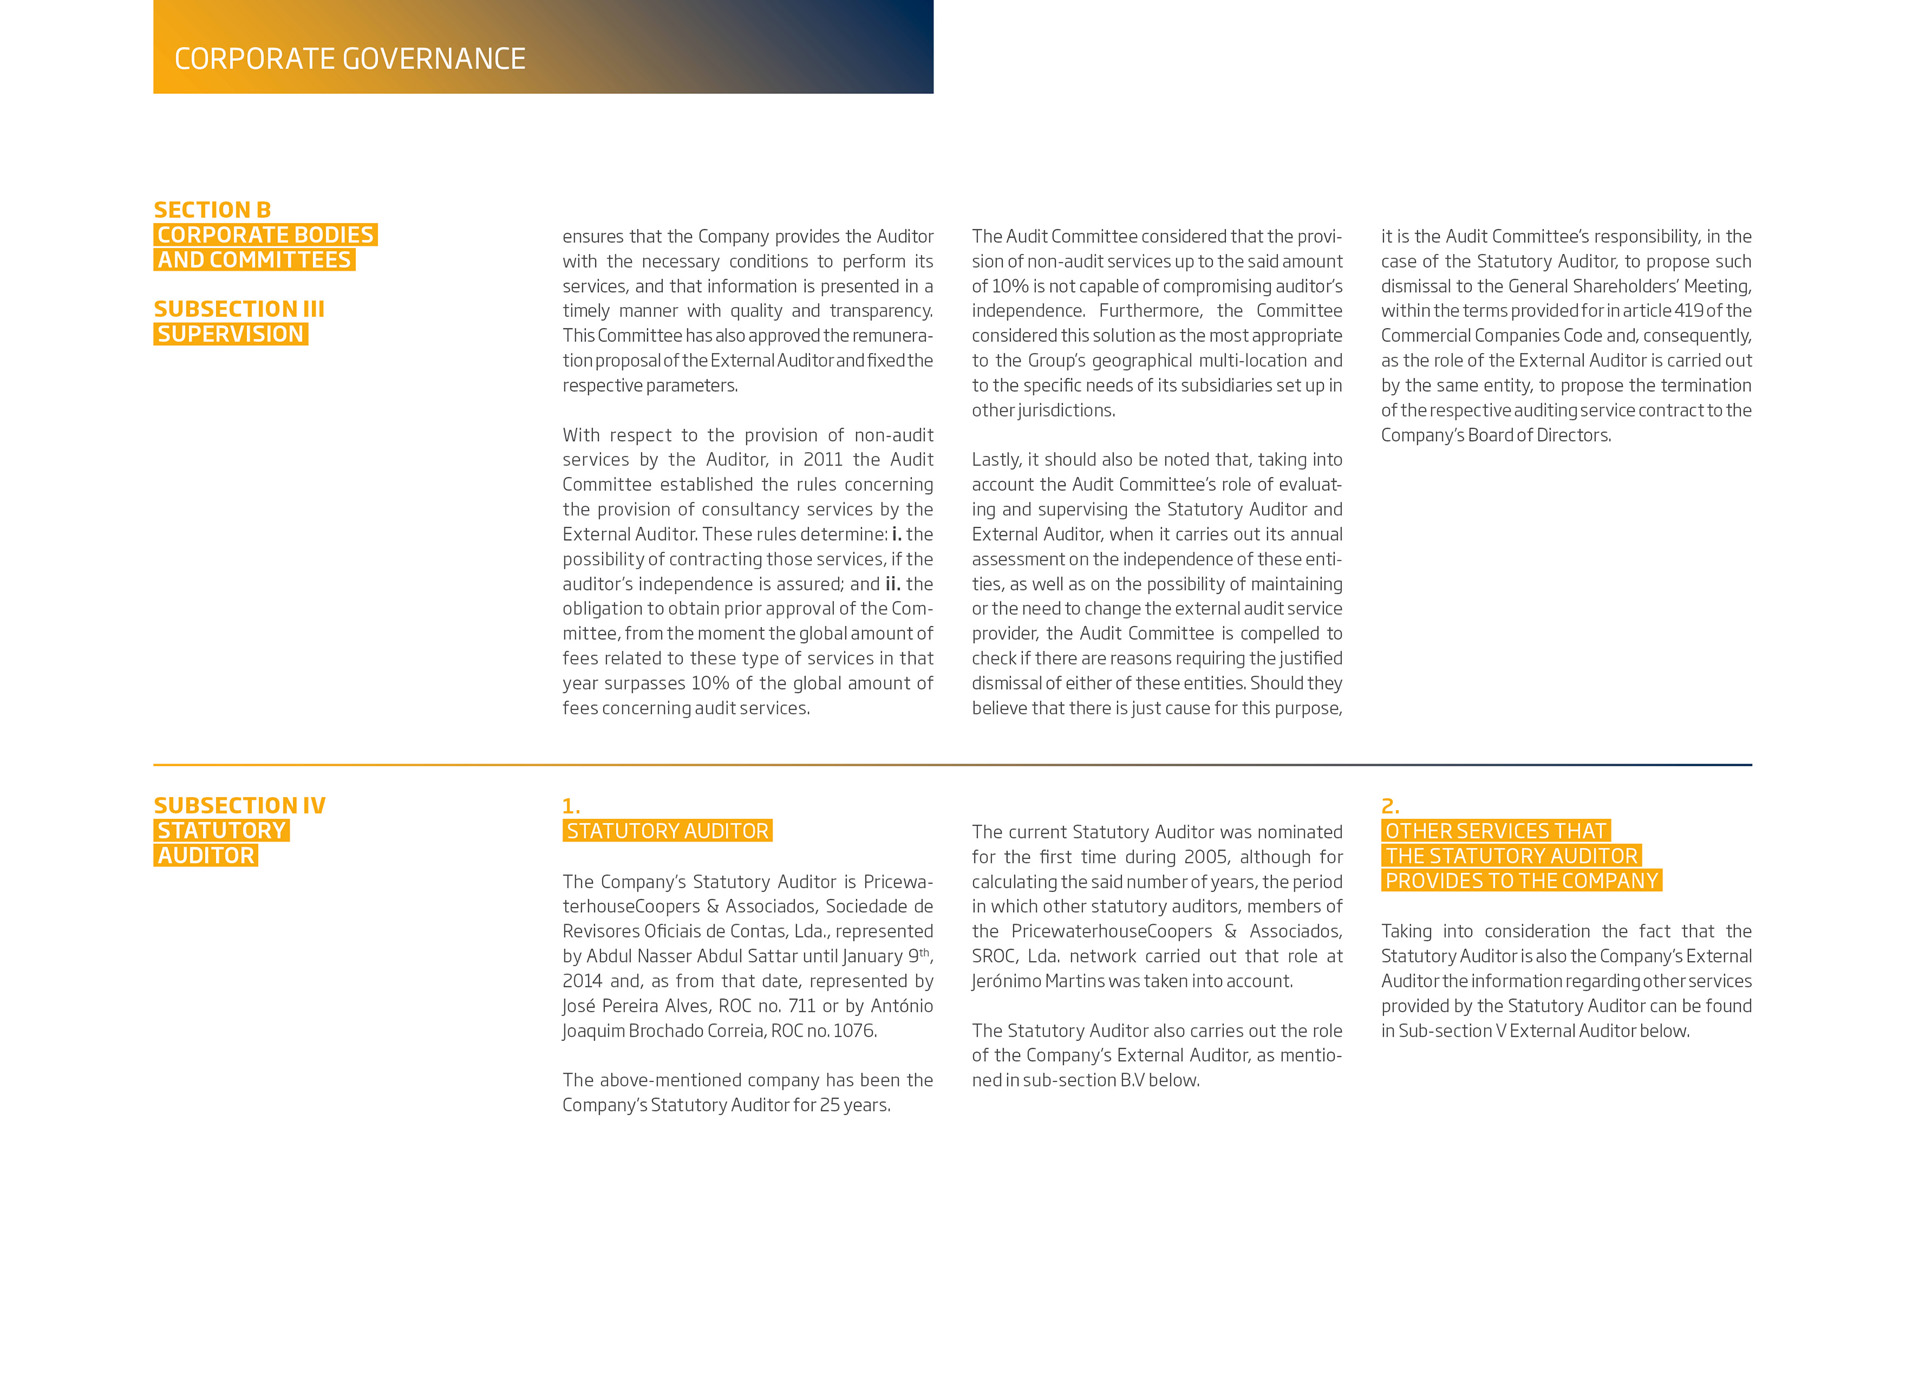 CORPORATE GOVERNANCE
SECTION B
CORPORATE BODIES
AND COMMITTEES
SUBSECTION III
SUPERVISION
ensures that the Company provides the Auditor
with the necessary conditions to perform its
services, and that information is presented in a
timely manner with quality and transparency.
This Committee has also approved the remunera-
tion proposal of the External Auditor and fixed the
respective parameters.
With respect to the provision of non-audit
services by the Auditor, in 2011 the Audit
Committee established the rules concerning
the provision of consultancy services by the
External Auditor. These rules determine: i. the
possibility of contracting those services, if the
auditor's independence is assured; and ii. the
obligation to obtain prior approval of the Com-
mittee, from the moment the global amount of
fees related to these type of services in that
year surpasses 10% of the global amount of
fees concerning audit services.
The Audit Committee considered that the provi-
sion of non-audit services up to the said amount
of 10% is not capable of compromising auditor's
independence. Furthermore, the Committee
considered this solution as the most appropriate
to the Group's geographical multi-location and
to the specific needs of its subsidiaries set up in
other jurisdictions.
Lastly, it should also be noted that, taking into
account the Audit Committee's role of evaluat-
ing and supervising the Statutory Auditor and
External Auditor, when it carries out its annual
assessment on the independence of these enti-
ties, as well as on the possibility of maintaining
or the need to change the external audit service
provider, the Audit Committee is compelled to
check if there are reasons requiring the justified
dismissal of either of these entities. Should they
believe that there is just cause for this purpose,
it is the Audit Committee's responsibility, in the
case of the Statutory Auditor, to propose such
dismissal to the General Shareholders' Meeting,
within the terms provided for in article 419 of the
Commercial Companies Code and, consequently,
as the role of the External Auditor is carried out
by the same entity, to propose the termination
of the respective auditing service contract to the
Company's Board of Directors.
SUBSECTION IV
STATUTORY
AUDITOR
1.
STATUTORY AUDITOR
The Company's Statutory Auditor is Pricewa-
terhouseCoopers & Associados, Sociedade de
Revisores Oficiais de Contas, Lda., represented
by Abdul Nasser Abdul Sattar until January 9th,
2014 and, as from that date, represented by
José Pereira Alves, ROC no. 711 or by António
Joaquim Brochado Correia, ROC no. 1076.
The above-mentioned company has been the
Company's Statutory Auditor for 25 years.
The current Statutory Auditor was nominated
for the first time during 2005, although for
calculating the said number of years, the period
in which other statutory auditors, members of
the PricewaterhouseCoopers & Associados,
SROC, Lda. network carried out that role at
Jerónimo Martins was taken into account.
The Statutory Auditor also carries out the role
of the Company's External Auditor, as mentio-
ned in sub-section B.V below.
2.
OTHER SERVICES THAT
THE STATUTORY AUDITOR
PROVIDES TO THE COMPANY
Taking into consideration the fact that the
Statutory Auditor is also the Company's External
Auditor the information regarding other services
provided by the Statutory Auditor can be found
in Sub-section V External Auditor below.